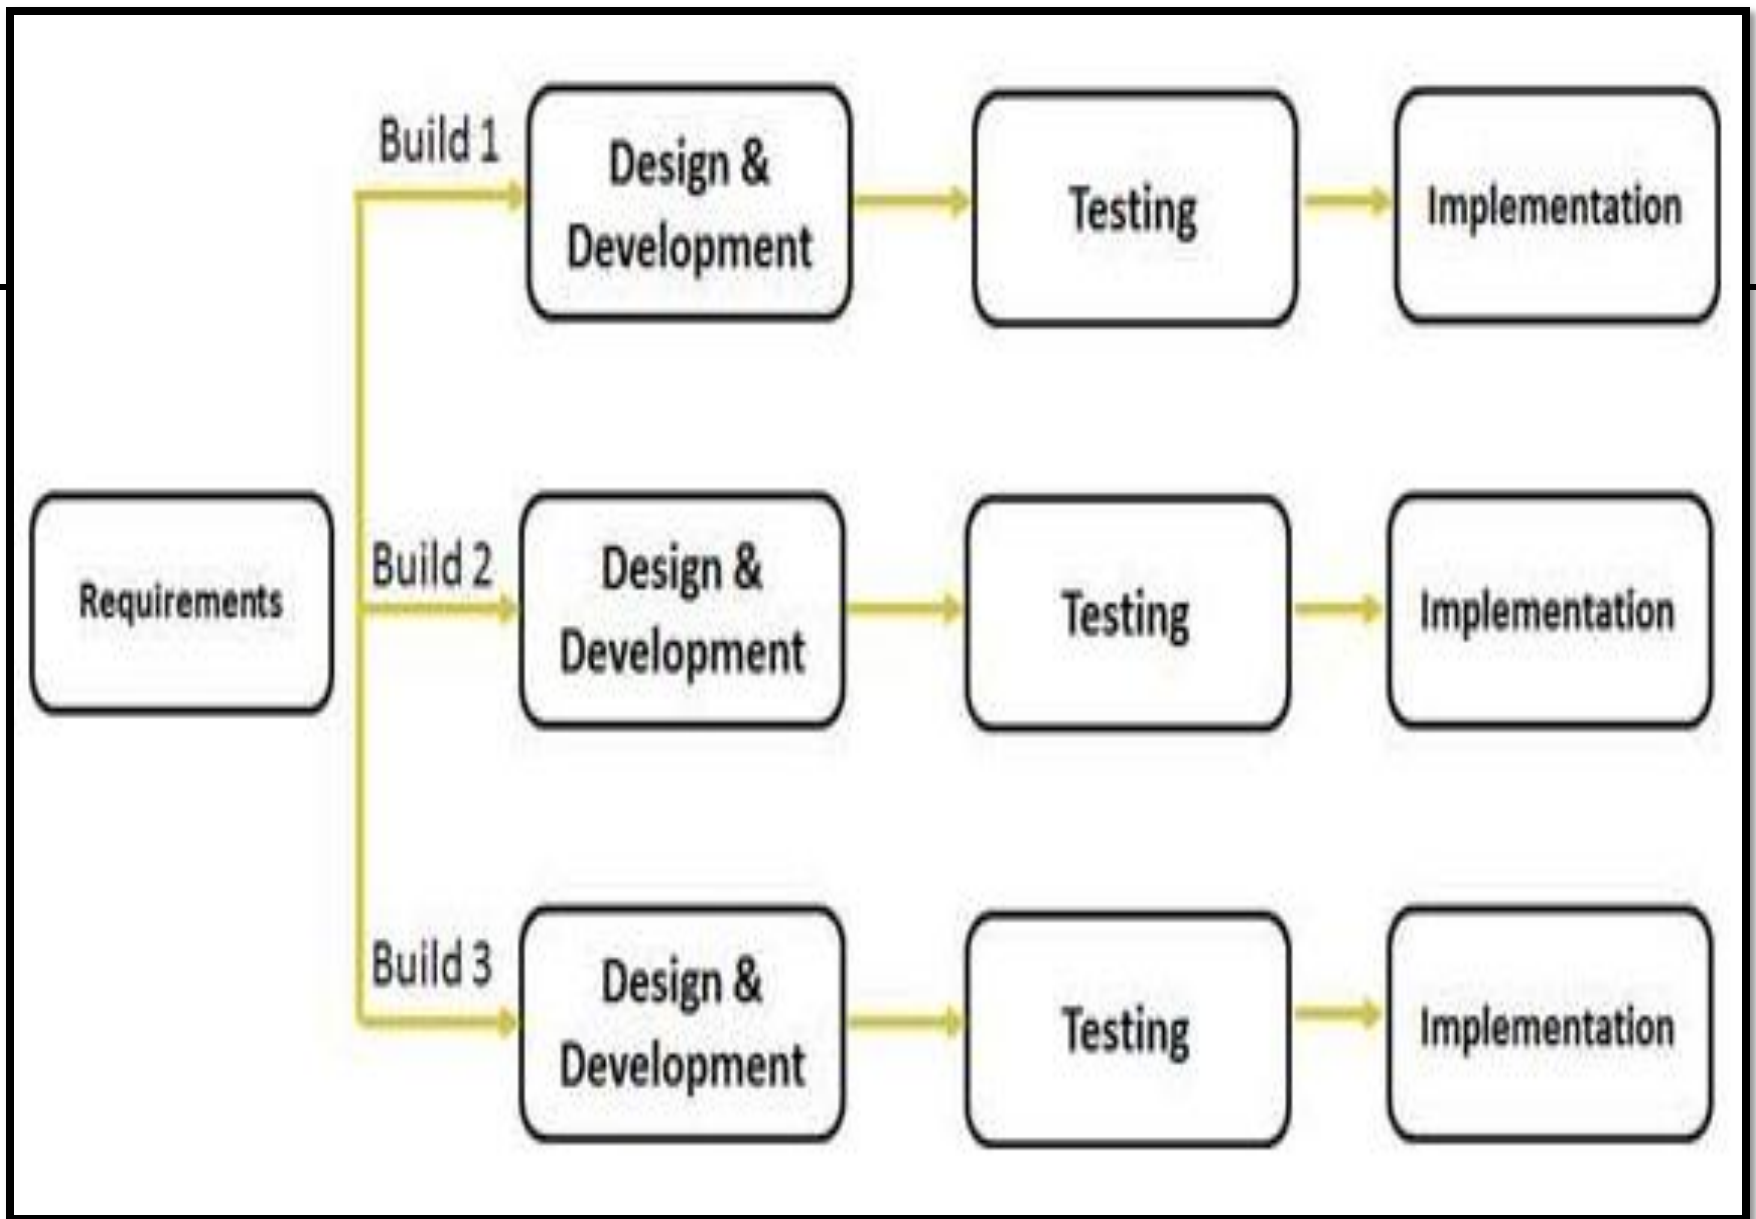 Build 1
Design &
Development
Testing
Implementation
Requirements
Build 2
Design &
Development
Testing
Implementation
Build 3
Design &
Development
Testing
Implementation